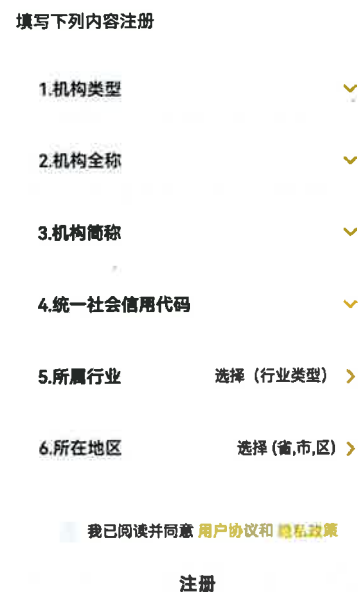 填写下列内容注册
1.机构类型
2.机构全称
3.机构简称
4.统一社会信用代码
5.所属行业 选择（行业类型）
6.所在地区 选择 (省,市,区)
我已阅读并同意 用户协议和 隐私政策
注册